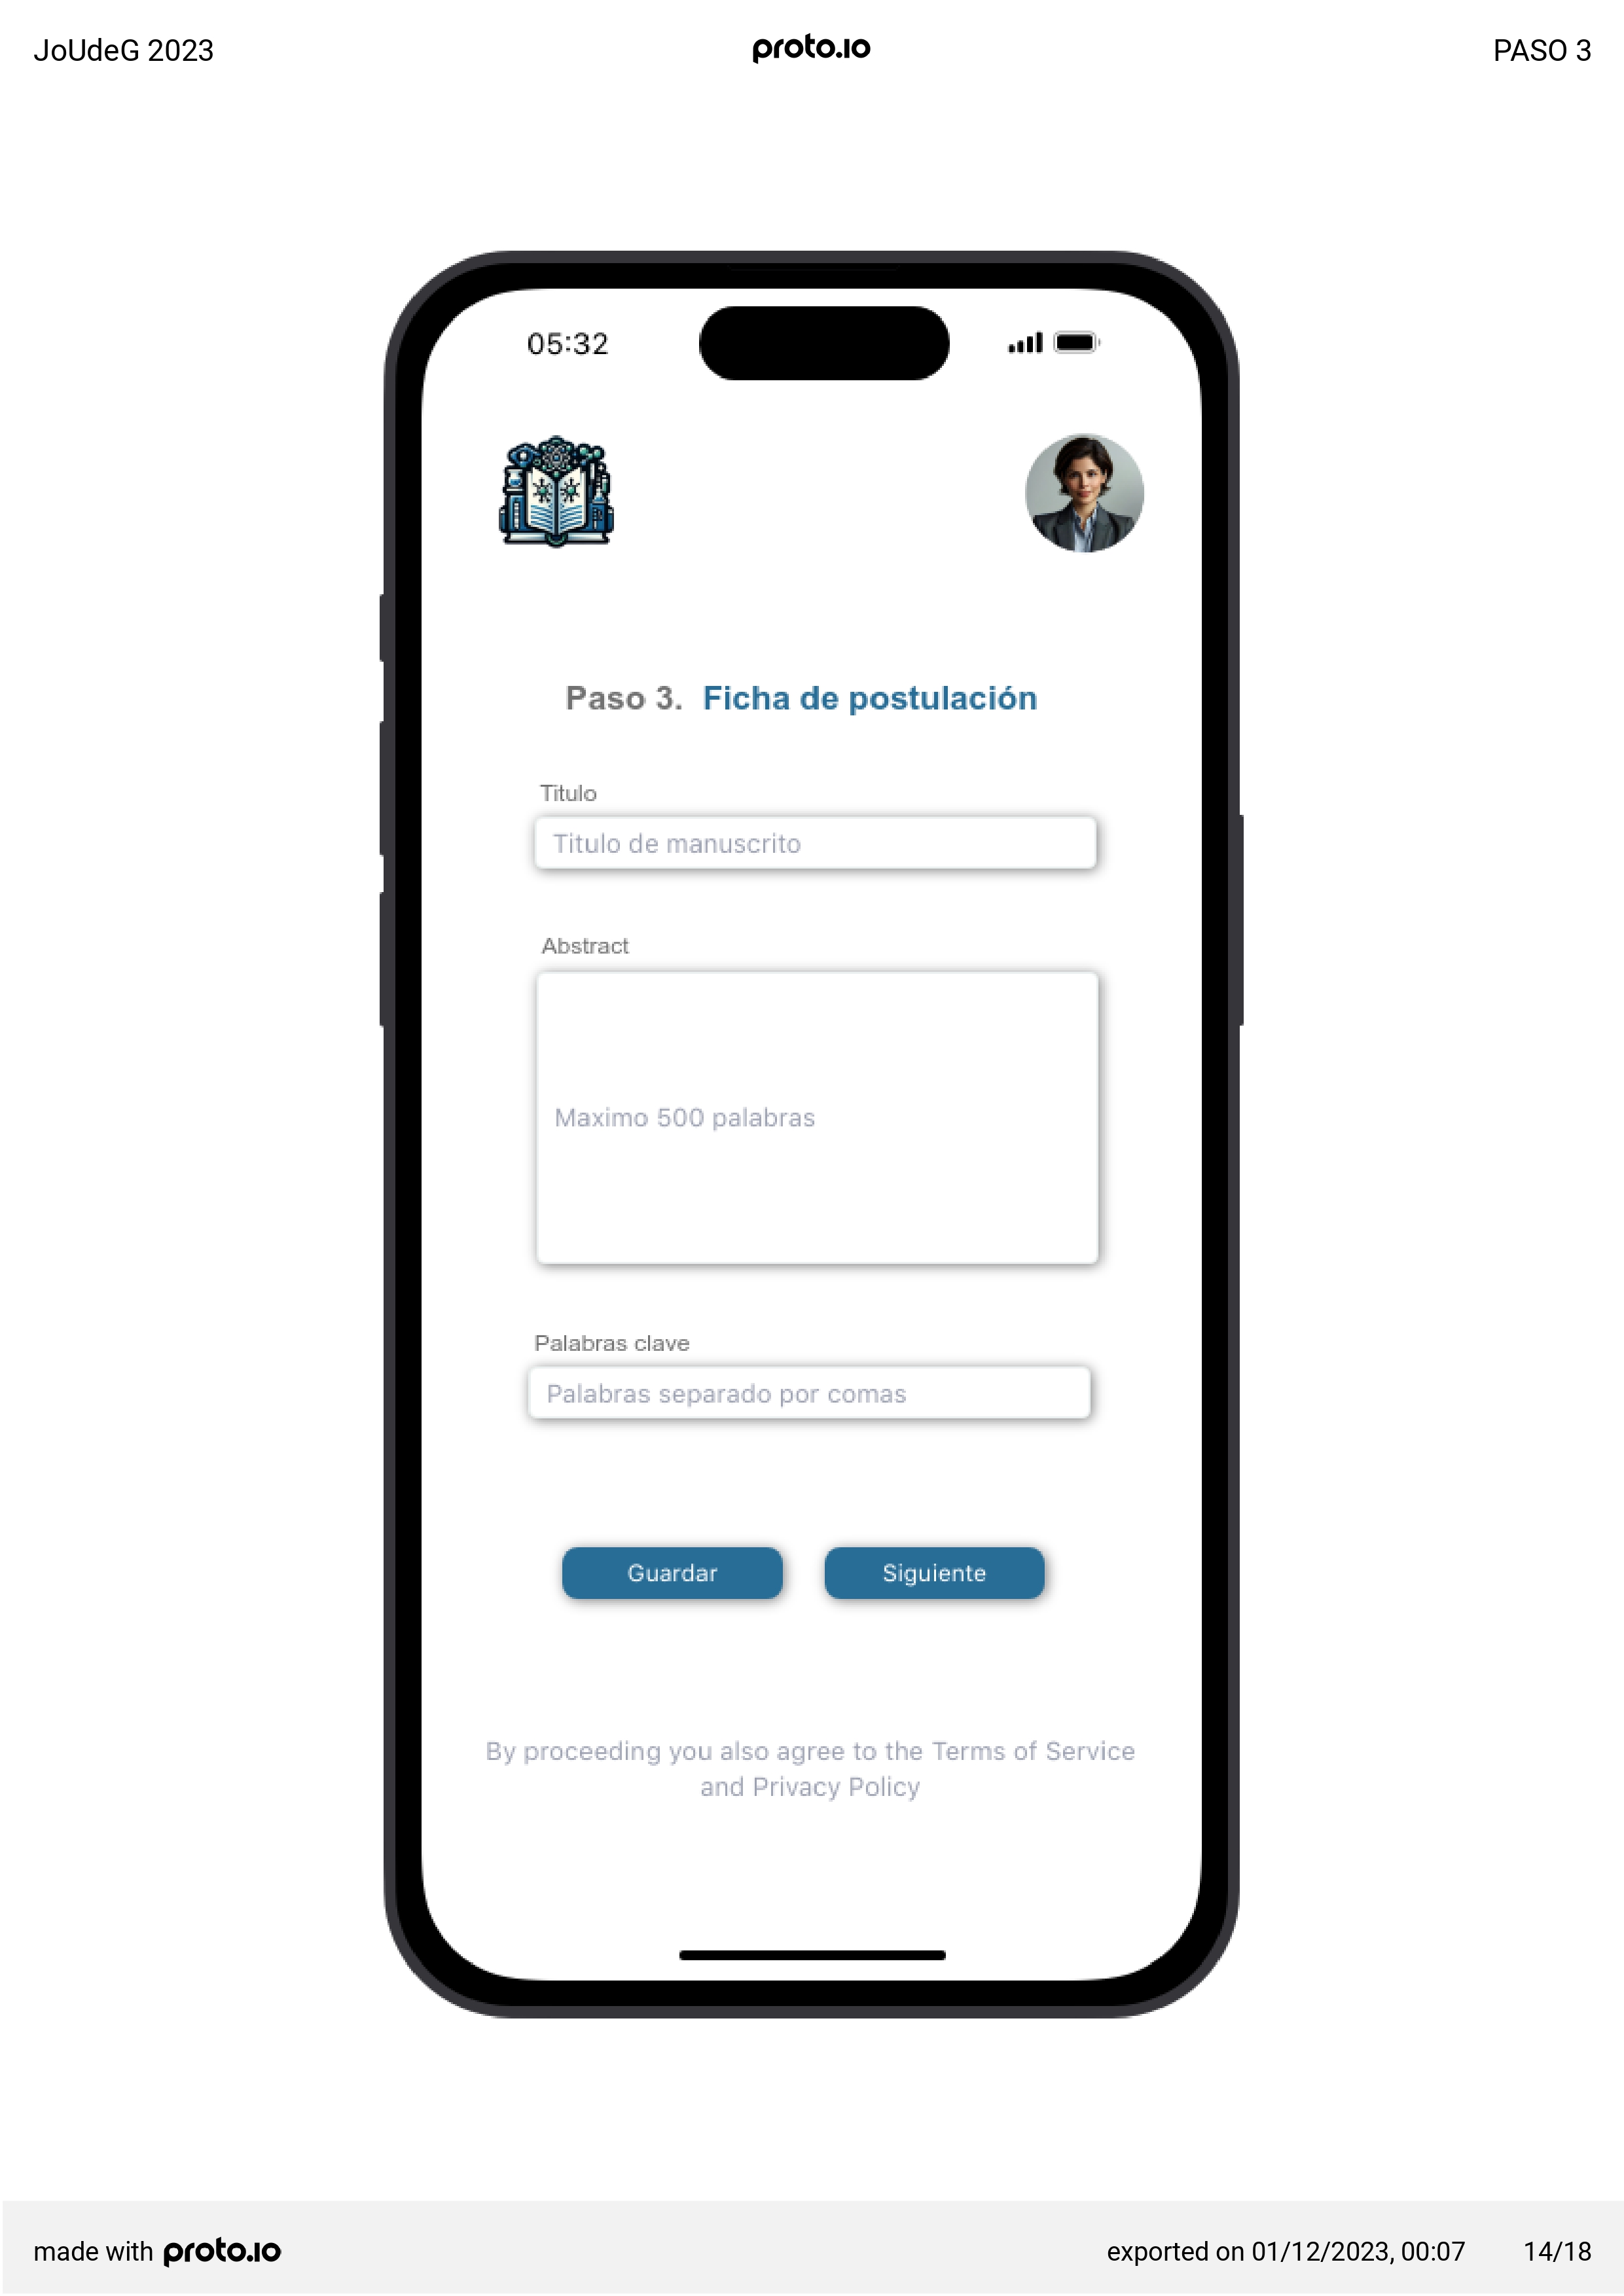 JoUdeG 2023
proto.io
PASO 3
05:32
Paso 3. Ficha de postulación
Titulo
Titulo de manuscrito
Abstract
Maximo 500 palabras
Palabras clave
Palabras separado por comas
Guardar
Siguiente
By proceeding you also agree to the Terms of Service
and Privacy Policy
made with proto.io
exported on 01/12/2023, 00:07
14/18